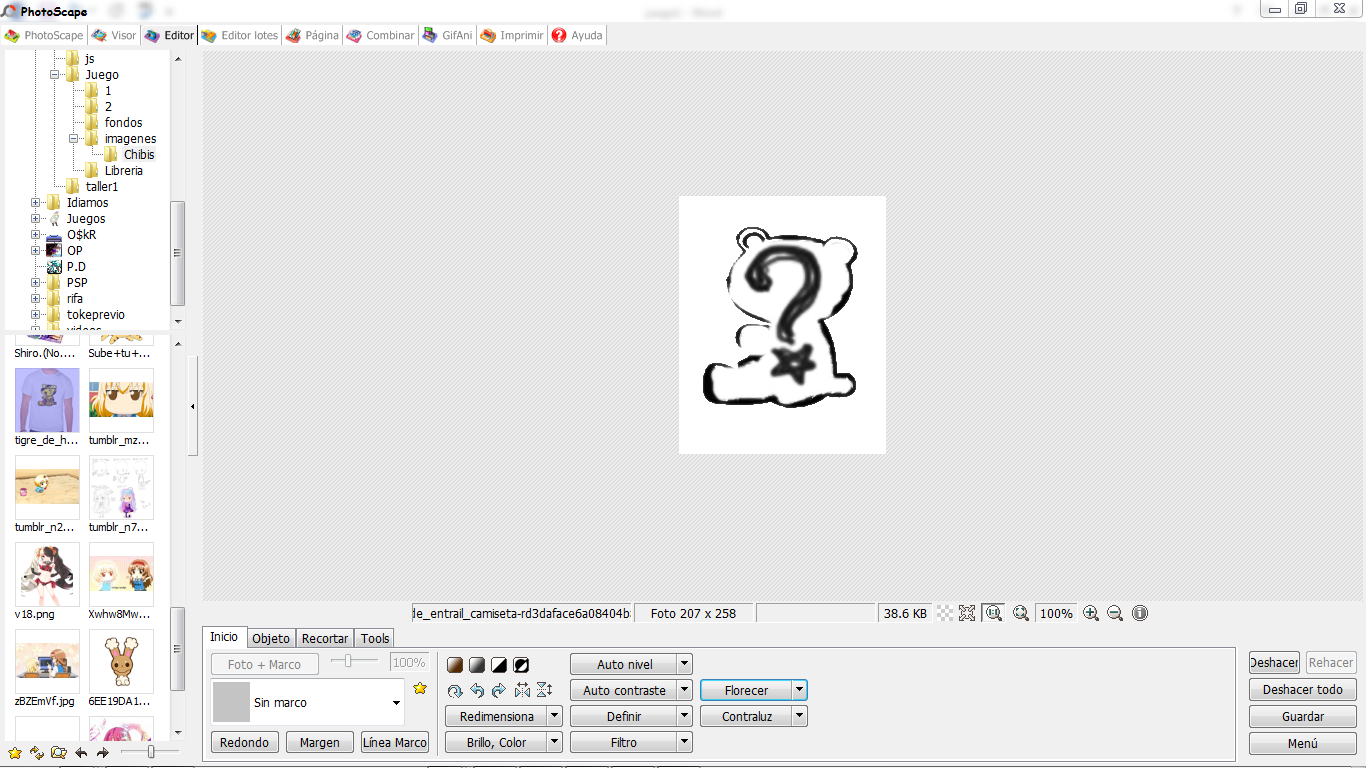 PhotoScape
PhotoScape Visor Editor Editor lotes Página Combinar GifAni Imprimir Ayuda
js
Juego
1
2
fondos
imagenes
Chibis
Libreria
taller1
Idiamos
Juegos
O$kR
OP
P.D
PSP
rifa
tokeprevio
videos
Shiro.(No.... Sube+tu+...
tigre_de_h... tumblr_mz...
tumblr_n2... tumblr_n7...
v18.png Xwhw8Mw...
zBZEmVf.jpg 6EE19DA1...
?
de_entrail_camiseta-rd3daface6a08404b: Foto 207 x 258 38.6 KB 100%
Inicio Objeto Recortar Tools
Foto + Marco 100%
Sin marco
Redondo Margen Línea Marco
Auto nivel
Auto contraste Florecer
Redimensiona Definir Contraluz
Brillo, Color Filtro
Deshacer Rehacer
Deshacer todo
Guardar
Menú